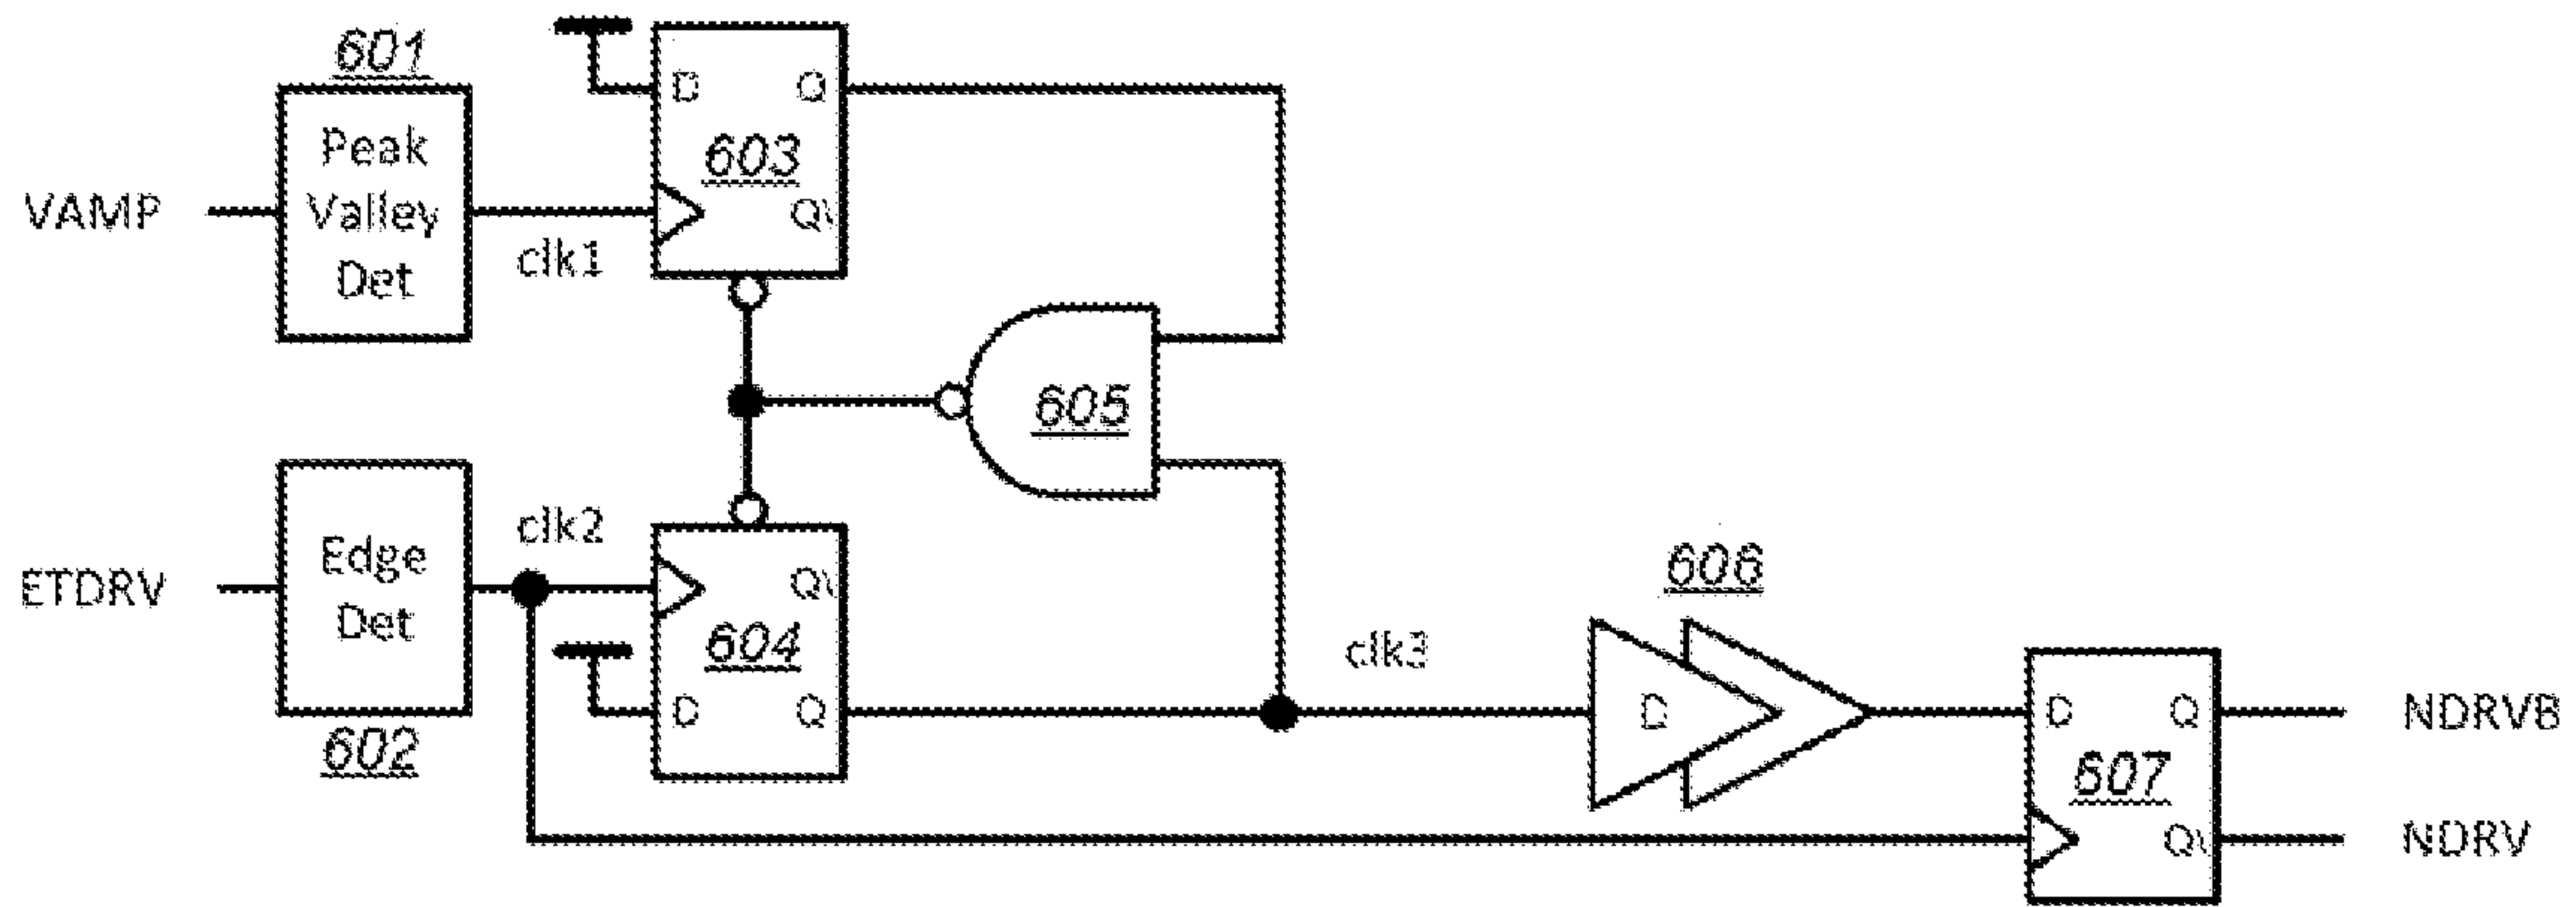 601
Peak
Valley
Det
VAMP
clk1
D
Q
603
Q\
605
ETDRV
Edge
Det
602
clk2
Q\
604
D
Q
clk3
606
D
D
Q
607
Q\
NDRVB
NDRV